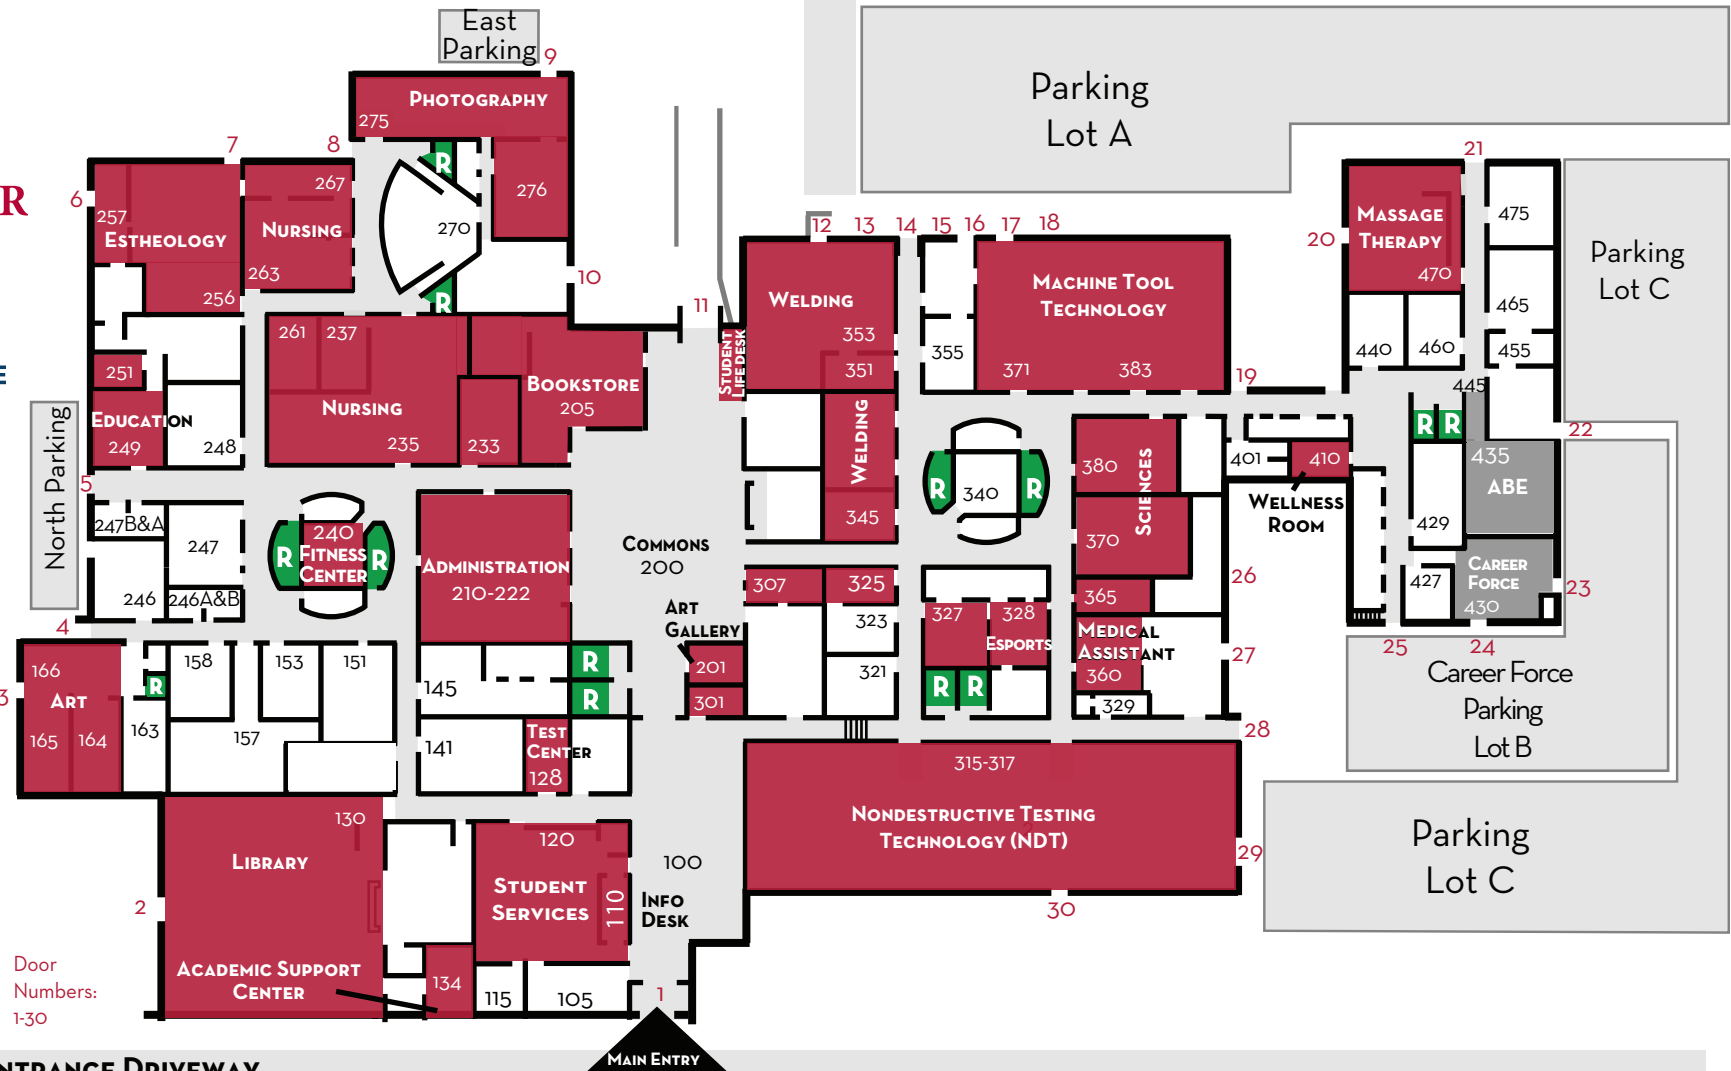 East
Parking
9
Parking
Lot A
PHOTOGRAPHY
275
R
276
270
R
7
8
6
R
257
ESTHEOLOGY
256
267
NURSING
263
10
11
STUDENT
LIFE DESK
12
13
14
15
16
17
18
WELDING
353
351
355
MACHINE TOOL
TECHNOLOGY
371
383
19
20
21
MASSAGE
THERAPY
470
475
465
455
440
460
445
Parking
Lot C
22
E
North Parking
251
EDUCATION
249
248
5
261
237
NURSING
235
233
BOOKSTORE
205
WELDING
345
R
340
R
380
SCIENCES
370
365
401
410
WELLNESS
ROOM
R
R
435
ABE
429
CAREER
FORCE
430
427
23
24
25
26
27
28
247B&A
247
246
246A&B
4
R
240
FITNESS
CENTER
R
ADMINISTRATION
210-222
COMMONS
200
ART
GALLERY
201
301
307
325
323
321
327
328
ESPORTS
R
R
MEDICAL
ASSISTANT
360
329
Career Force
Parking
Lot B
3
166
ART
165
164
R
163
158
153
151
157
145
R
R
141
TEST
CENTER
128
315-317
NONDESTRUCTIVE TESTING
TECHNOLOGY (NDT)
29
30
Parking
Lot C
130
LIBRARY
2
ACADEMIC SUPPORT
CENTER
134
120
STUDENT
SERVICES
110
100
INFO
DESK
115
105
1
Door
Numbers:
1-30
MAIN ENTRY
NTRANCE DRIVEWAY